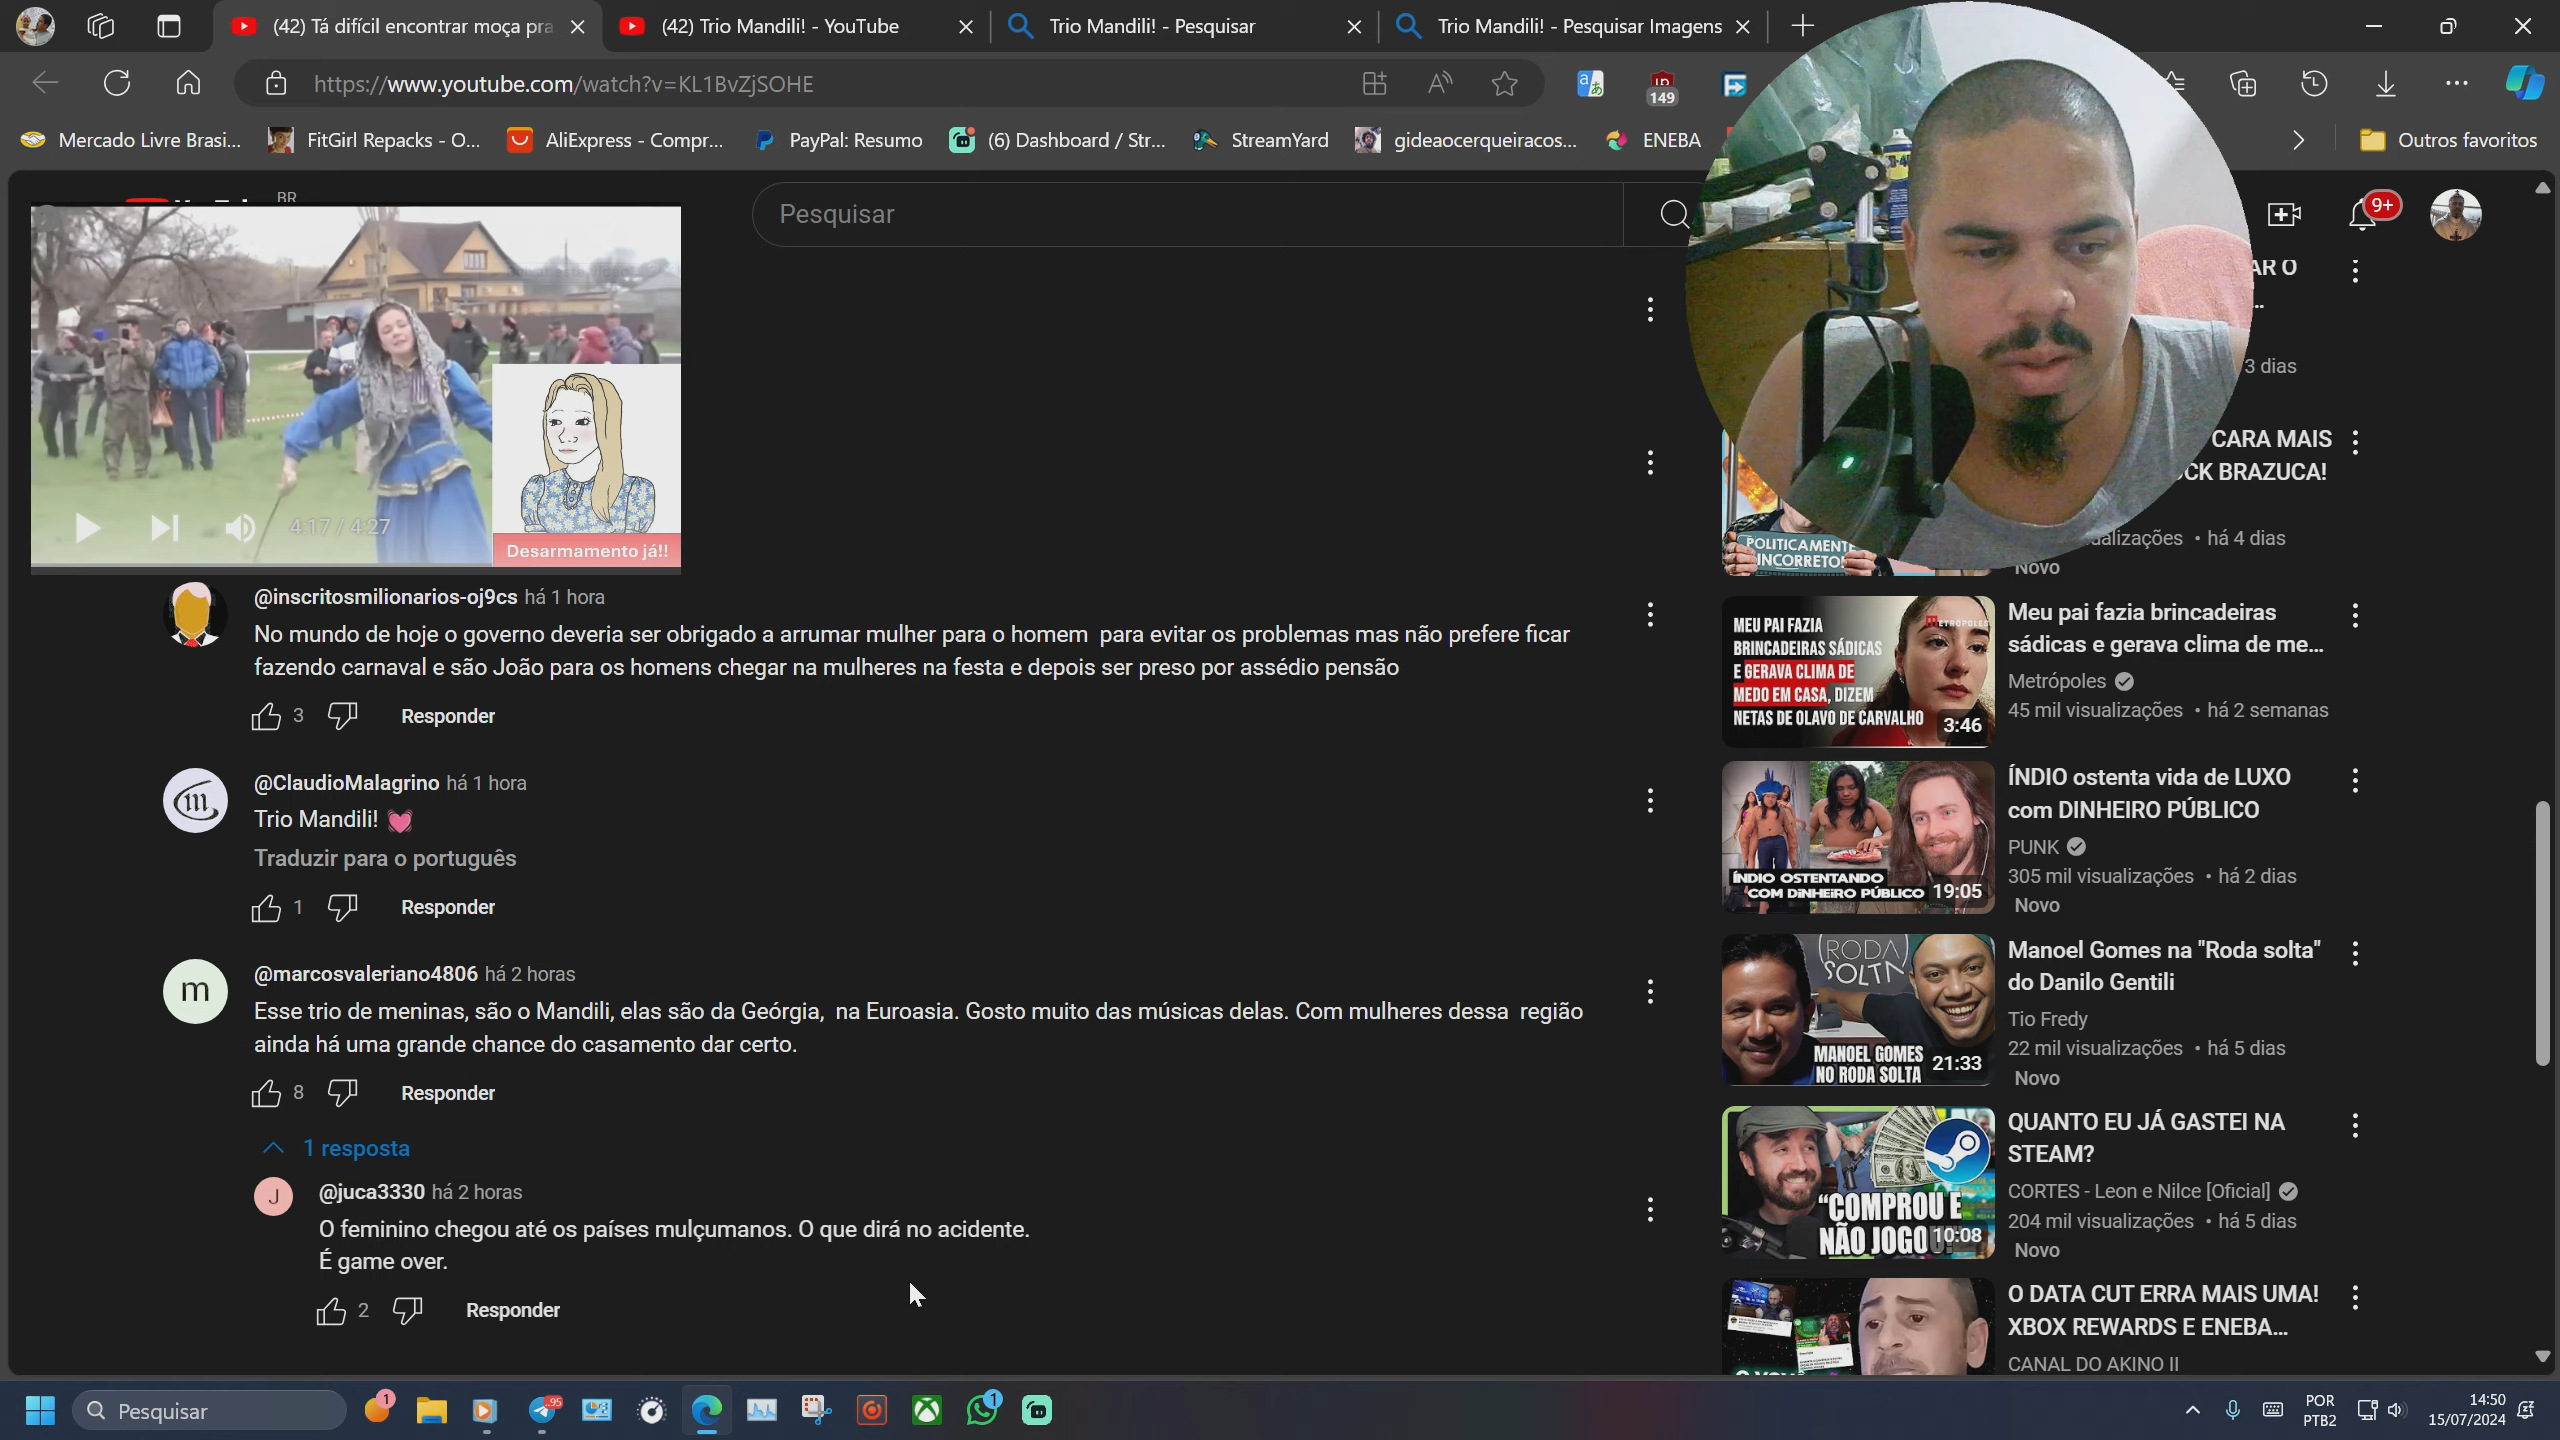 (42) Tá difícil encontrar moça pra
(42) Trio Mandili! - YouTube
Trio Mandili! - Pesquisar
Trio Mandili! - Pesquisar Imagens
https://www.youtube.com/watch?v=KL1BvZjSOHE
149
Mercado Livre Brasi...
FitGirl Repacks - O...
AliExpress - Compr...
PayPal: Resumo
(6) Dashboard / Str...
StreamYard
gideaocerqueiracos...
ENEBA
Outros favoritos
BR
Pesquisar
9+
4:17 / 4:27
Desarmamento já!!
@inscritosmilionarios-oj9cs há 1 hora
No mundo de hoje o governo deveria ser obrigado a arrumar mulher para o homem para evitar os problemas mas não prefere ficar
fazendo carnaval e são João para os homens chegar na mulheres na festa e depois ser preso por assédio pensão
3
Responder
@ClaudioMalagrino há 1 hora
Trio Mandili! 💓
Traduzir para o português
1
Responder
m
@marcosvaleriano4806 há 2 horas
Esse trio de meninas, são o Mandili, elas são da Geórgia, na Euroasia. Gosto muito das músicas delas. Com mulheres dessa região
ainda há uma grande chance do casamento dar certo.
8
Responder
1 resposta
J
@juca3330 há 2 horas
O feminino chegou até os países mulçumanos. O que dirá no acidente.
É game over.
2
Responder
AR O
...
3 dias
CARA MAIS
OCK BRAZUCA!
há 4 dias
Novo
POLITICAMENTE
INCORRETO!
MEU PAI FAZIA
BRINCADEIRAS SÁDICAS
E GERAVA CLIMA DE
MEDO EM CASA, DIZEM
NETAS DE OLAVO DE CARVALHO
METRÓPOLES
3:46
Meu pai fazia brincadeiras
sádicas e gerava clima de me...
Metrópoles
45 mil visualizações • há 2 semanas
ÍNDIO OSTENTANDO
COM DINHEIRO PÚBLICO
19:05
ÍNDIO ostenta vida de LUXO
com DINHEIRO PÚBLICO
PUNK
305 mil visualizações • há 2 dias
Novo
RODA
SOLTA
MANOEL GOMES
NO RODA SOLTA
21:33
Manoel Gomes na "Roda solta"
do Danilo Gentili
Tio Fredy
22 mil visualizações • há 5 dias
Novo
"COMPROU E
NÃO JOGOU
10:08
QUANTO EU JÁ GASTEI NA
STEAM?
CORTES - Leon e Nilce [Oficial]
204 mil visualizações • há 5 dias
Novo
O DATA CUT ERRA MAIS UMA!
XBOX REWARDS E ENEBA...
CANAL DO AKINO II
Pesquisar
1
95
1
POR
PTB2
14:50
15/07/2024